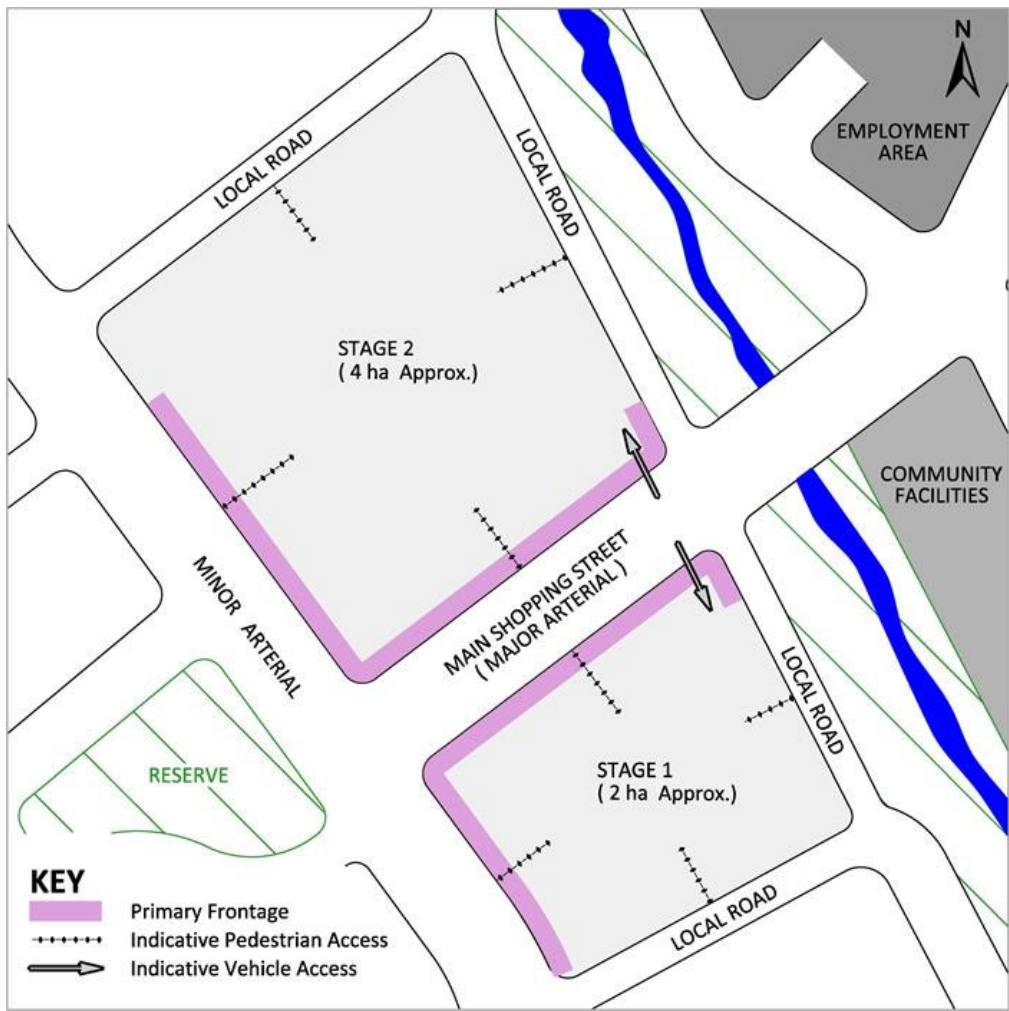 N
EMPLOYMENT
AREA
LOCAL ROAD
LOCAL ROAD
STAGE 2
( 4 ha Approx.)
COMMUNITY
FACILITIES
MINOR ARTERIAL
MAIN SHOPPING STREET
( MAJOR ARTERIAL )
LOCAL ROAD
RESERVE
STAGE 1
( 2 ha Approx.)
LOCAL ROAD
KEY
Primary Frontage
Indicative Pedestrian Access
Indicative Vehicle Access